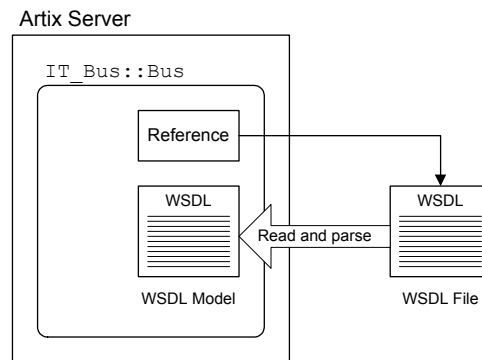 Artix Server
IT_Bus::Bus
Reference
WSDL
WSDL
Read and parse
WSDL Model
WSDL File